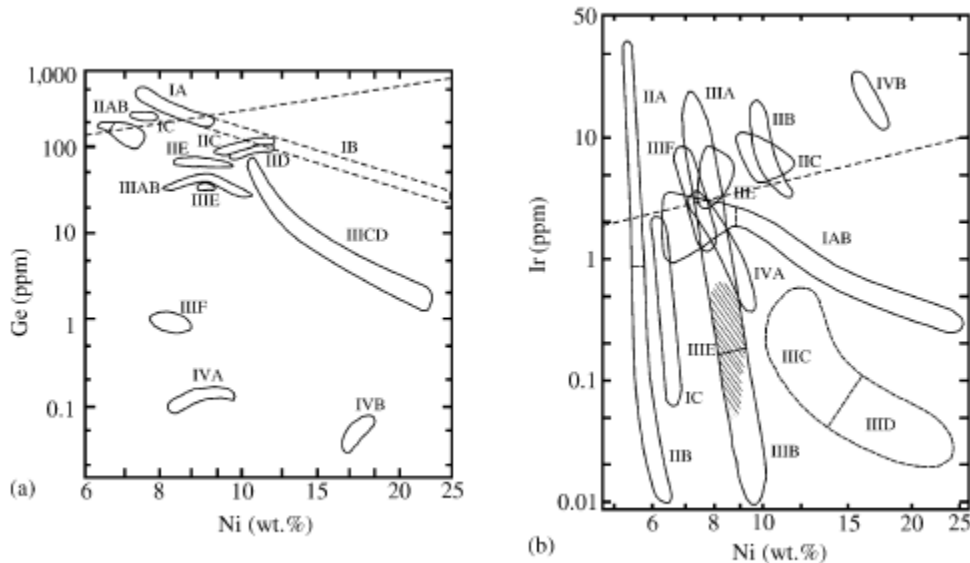 1,000
100
10
1
0.1
Ge (ppm)
IA
IIAB
IC
IIC
IB
IIE
IID
IIIAB
IIIE
IIICD
IIIF
IVA
IVB
6 8 10 15 20 25
Ni (wt.%)
(a)
50
10
1
0.1
0.01
Ir (ppm)
IIA
IIIA
IVB
IIB
IIIF
IIC
IIE
IAB
IVA
IIIE
IIIC
IC
IIID
IIB
IIIB
6 8 10 15 20 25
Ni (wt.%)
(b)